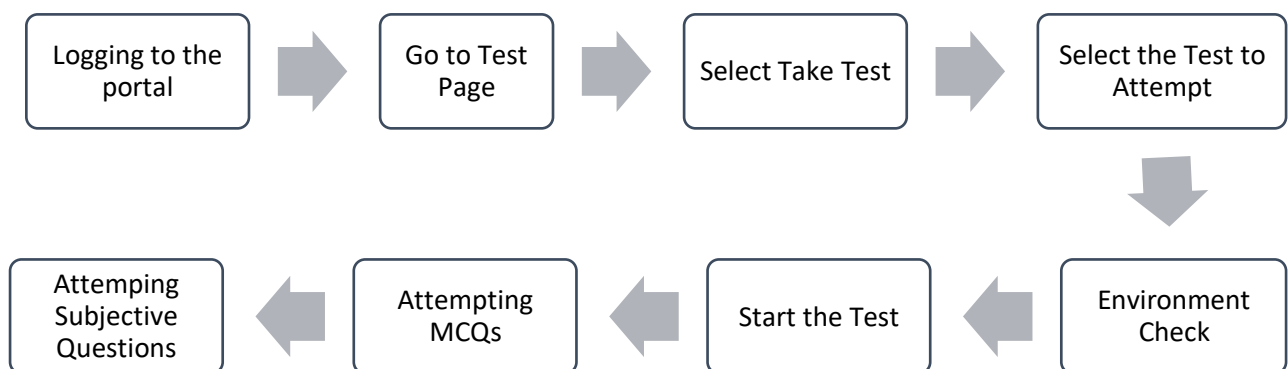 Logging to the
portal
Go to Test
Page
Select Take Test
Select the Test to
Attempt
Environment
Check
Start the Test
Attempting
MCQs
Attemping
Subjective
Questions